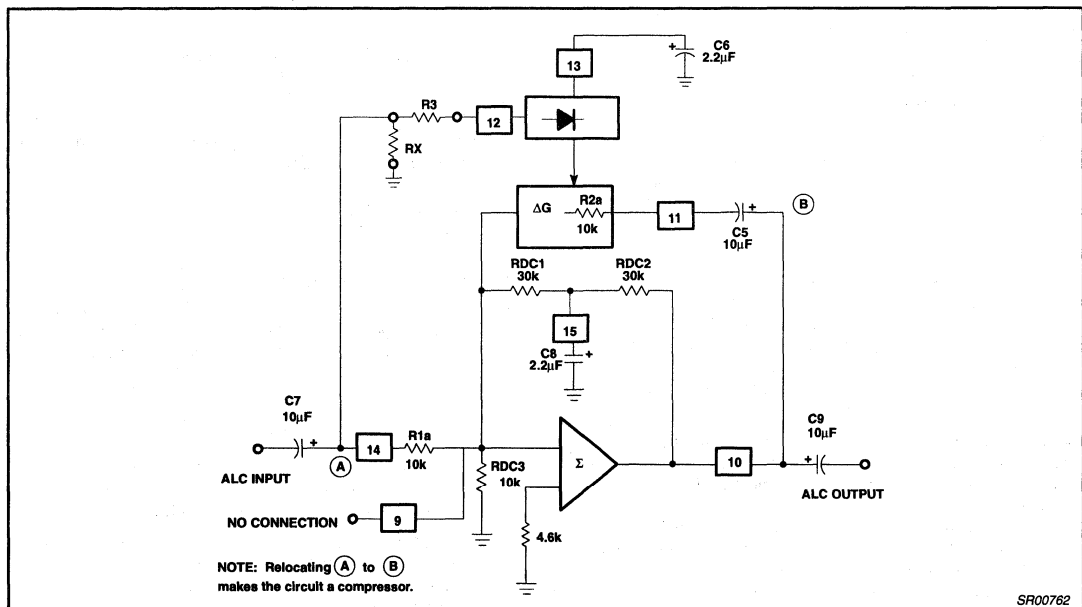 C6
2.2µF
+
13
R3
12
RX
ΔG
R2a
10k
11
+
C5
10µF
B
RDC1
30k
RDC2
30k
15
C8
2.2µF
+
C7
10µF
+
14
R1a
10k
A
ALC INPUT
RDC3
10k
Σ
10
C9
10µF
+
ALC OUTPUT
NO CONNECTION
9
4.6k
NOTE: Relocating A to B
makes the circuit a compressor.
SR00762